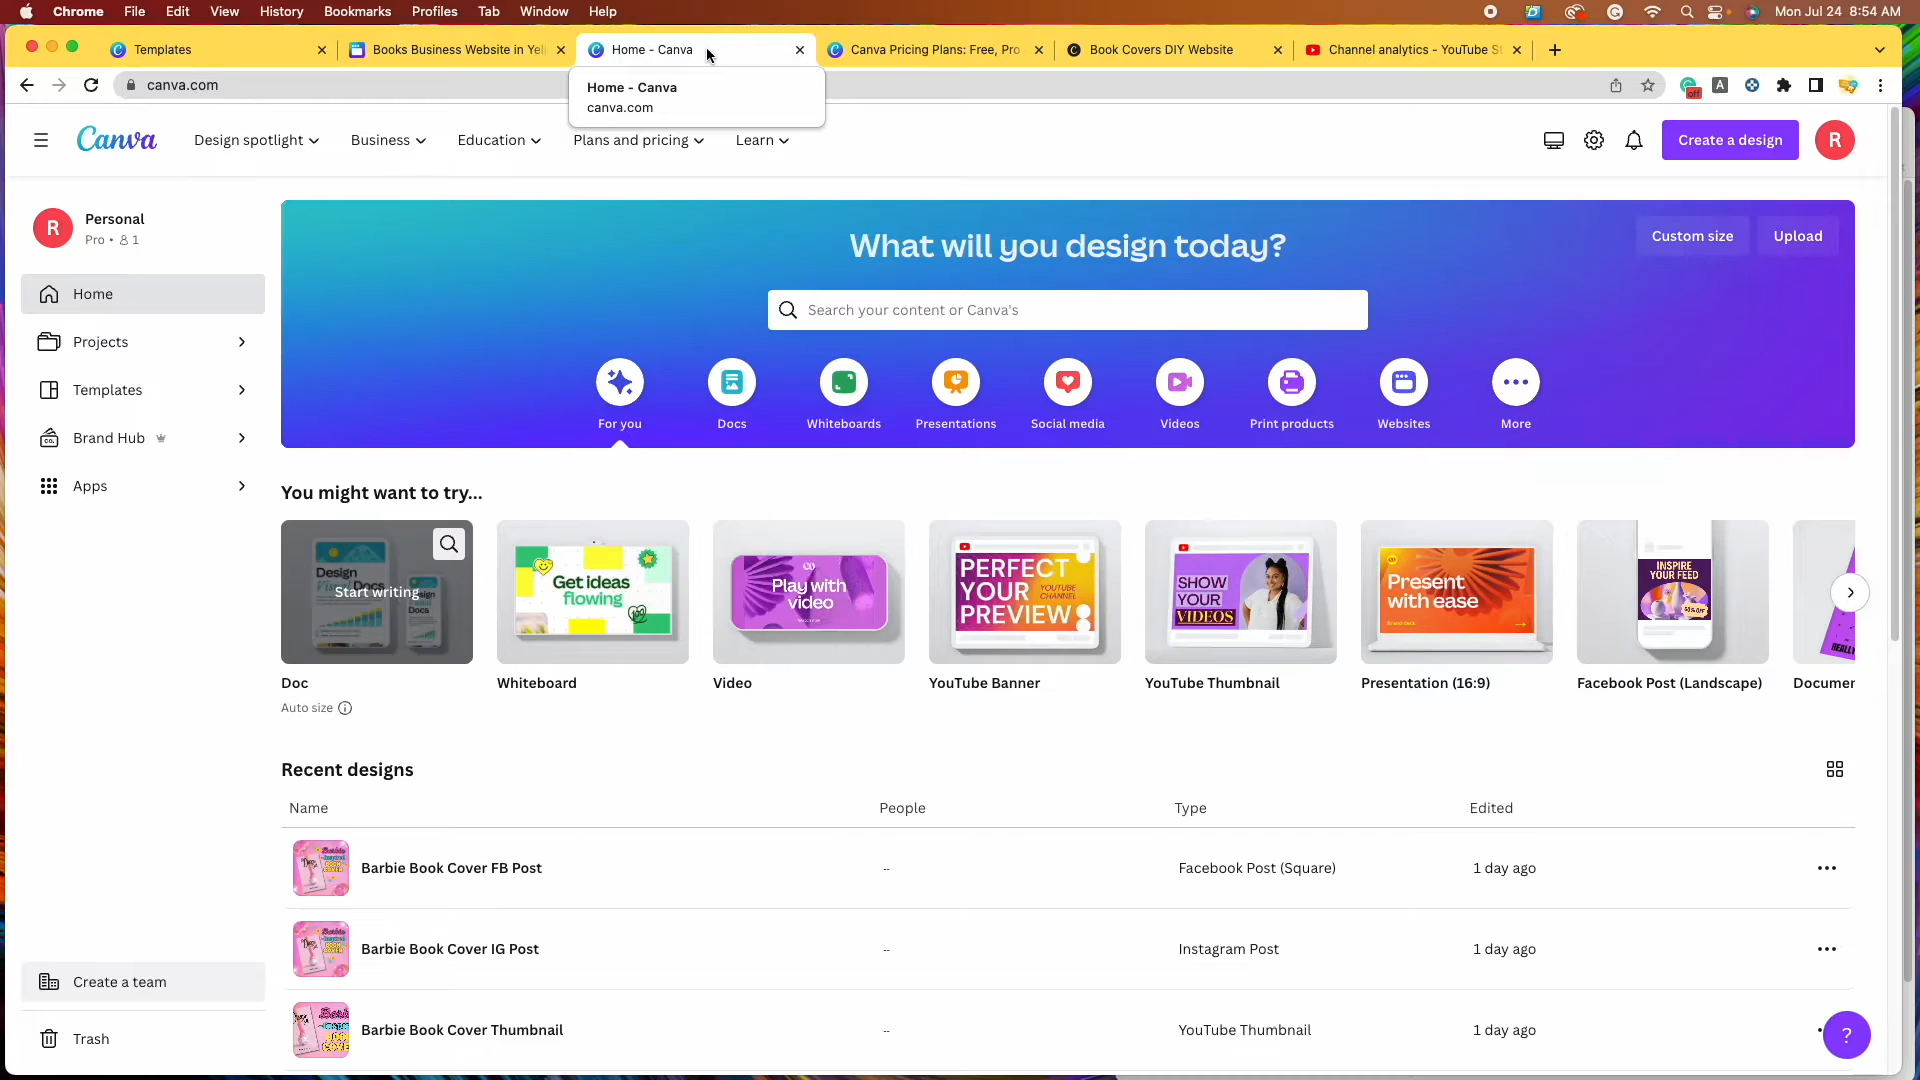 Chrome File Edit View History Bookmarks Profiles Tab Window Help Mon Jul 24 8:54 AM
Templates Books Business Website in Yel Home - Canva Canva Pricing Plans: Free, Pro Book Covers DIY Website Channel analytics - YouTube St
canva.com
off A
Home - Canva
canva.com
Canva Design spotlight Business Education Plans and pricing Learn Create a design R
R Personal
Pro • 1
What will you design today?
Custom size Upload
Home
Search your content or Canva's
Projects
Templates
Brand Hub
Apps
For you Docs Whiteboards Presentations Social media Videos Print products Websites More
You might want to try...
Design
Docs
Start writing
Get ideas
flowing
Play with
video
PERFECT
YOUR
PREVIEW
YOUTUBE
CHANNEL
SHOW
YOUR
VIDEOS
Present
with ease
INSPIRE
YOUR FEED
Doc Whiteboard Video YouTube Banner YouTube Thumbnail Presentation (16:9) Facebook Post (Landscape) Documen
Auto size
Recent designs
Name People Type Edited
Barbie Book Cover FB Post -- Facebook Post (Square) 1 day ago
Barbie Book Cover IG Post -- Instagram Post 1 day ago
Barbie Book Cover Thumbnail -- YouTube Thumbnail 1 day ago
Create a team
Trash
?